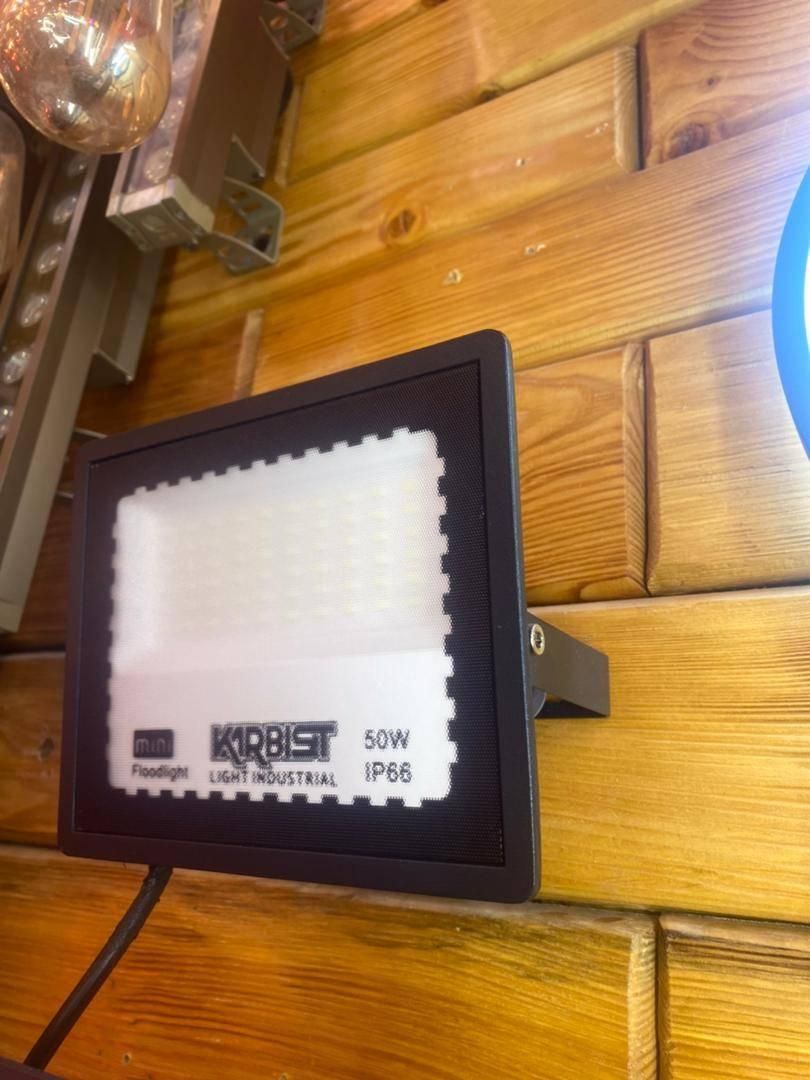 mini
Floodlight
KARBIST
LIGHT INDUSTRIAL
50W
IP66